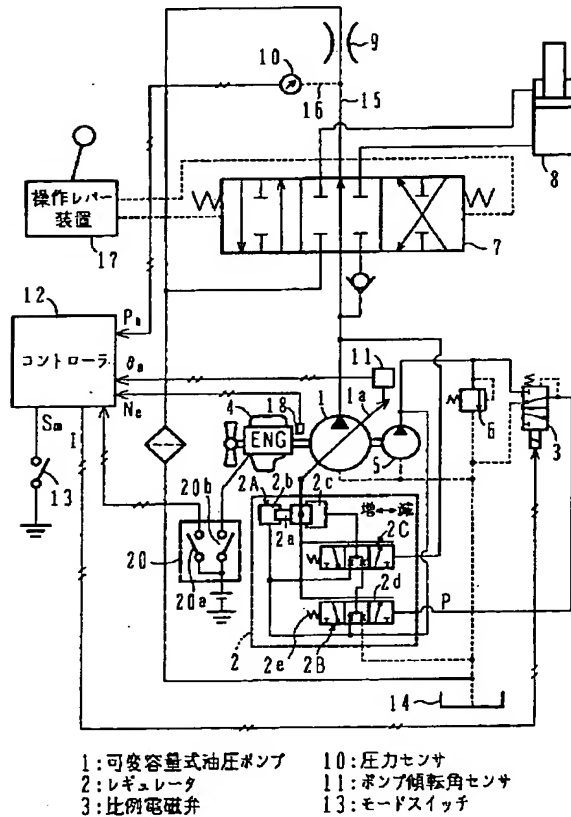 9
10
16
15
操作レバー
装置
17
8
7
12
コントローラ
Pn
θa
Ne
Sm
I
13
11
18
1a
4
1
ENG
5
6
3
2A
2b
2c
2a
増↔減
2C
2d
20b
20
20a
P
2e
2B
2
14
1:可変容量式油圧ポンプ
2:レギュレータ
3:比例電磁弁
10:圧力センサ
11:ポンプ傾転角センサ
13:モードスイッチ